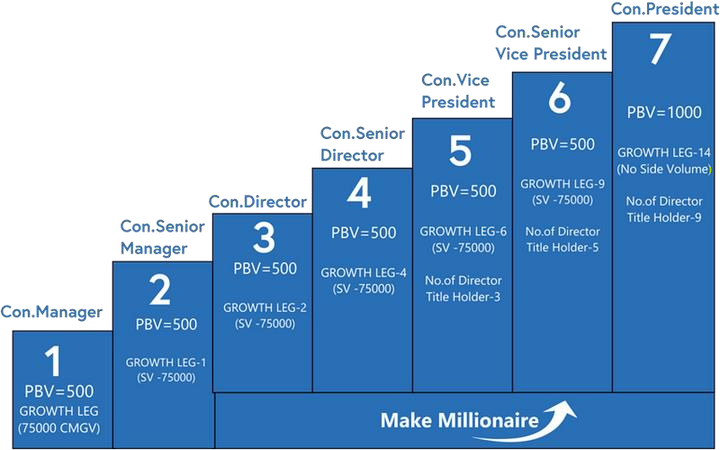 Con.Manager
1
PBV=500
GROWTH LEG
(75000 CMGV)
Con.Senior
Manager
2
PBV=500
GROWTH LEG-1
(SV -75000)
Con.Director
3
PBV=500
GROWTH LEG-2
(SV -75000)
Con.Senior
Director
4
PBV=500
GROWTH LEG-4
(SV -75000)
Con.Vice
President
5
PBV=500
GROWTH LEG-6
(SV -75000)
No.of Director
Title Holder-3
Con.Senior
Vice President
6
PBV=500
GROWTH LEG-9
(SV -75000)
No.of Director
Title Holder-5
Con.President
7
PBV=1000
GROWTH LEG-14
(No Side Volume)
No.of Director
Title Holder-9
Make Millionaire